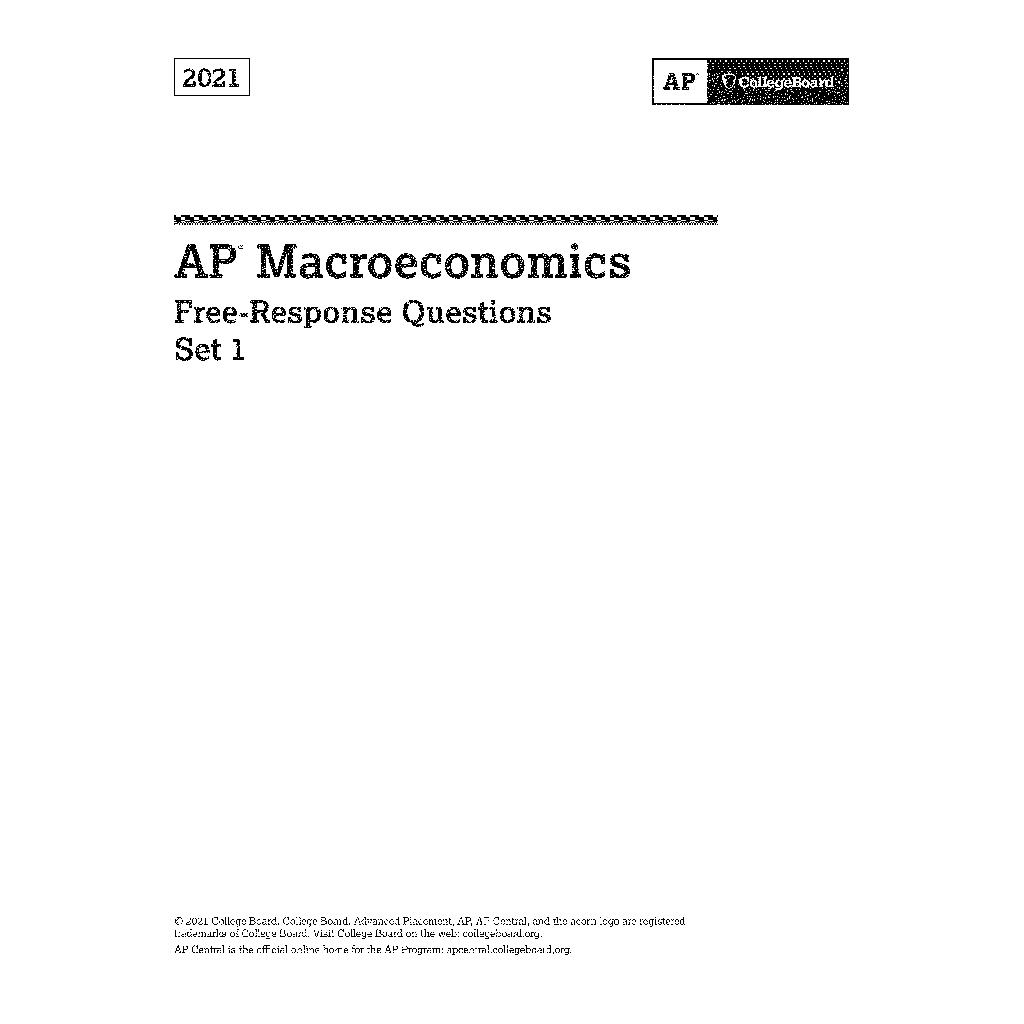 2021
AP® CollegeBoard
AP® Macroeconomics
Free-Response Questions
Set 1
© 2021 College Board. College Board, Advanced Placement, AP, AP Central, and the acorn logo are registered
trademarks of College Board. Visit College Board on the web: collegeboard.org.
AP Central is the official online home for the AP Program: apcentral.collegeboard.org.